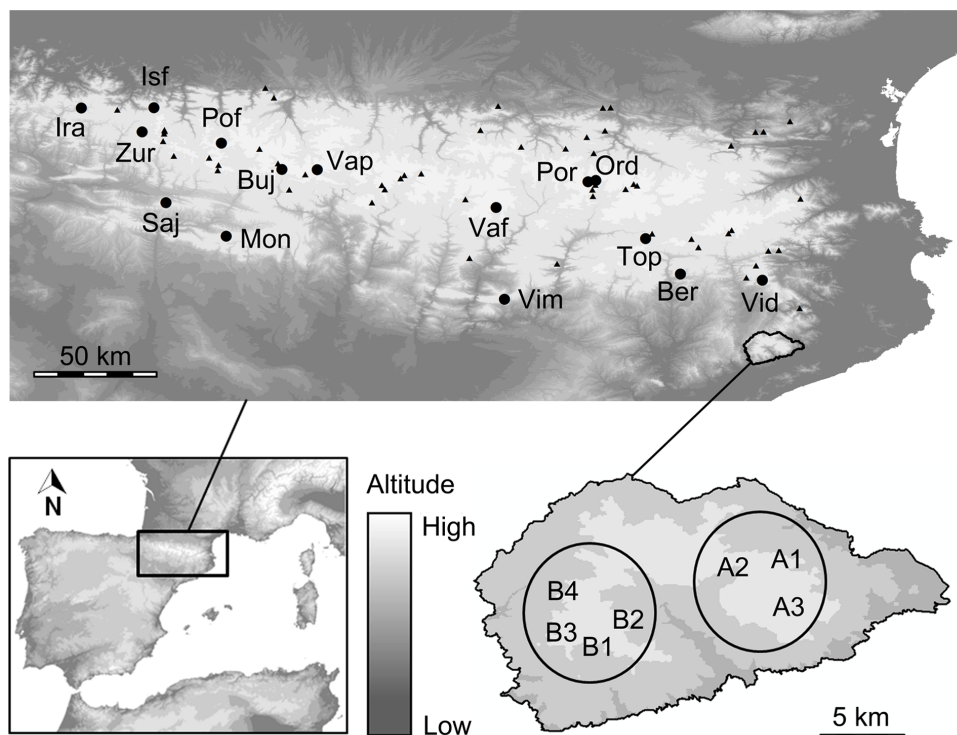 Isf
Ira
Pof
Zur
Vap
Buj
Por
Ord
Saj
Vaf
Mon
Top
Ber
Vim
Vid
50 km
N
Altitude
High
Low
A2
A1
A3
B4
B2
B3
B1
5 km